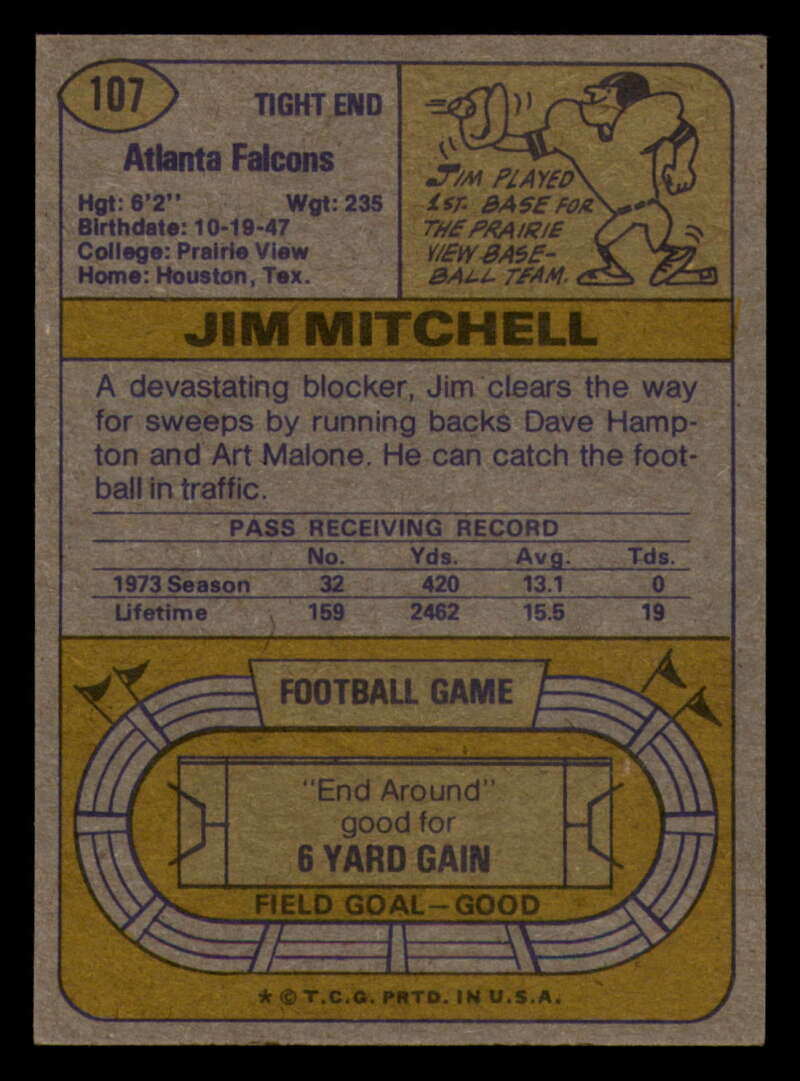 107
TIGHT END
Atlanta Falcons
Hgt: 6'2" Wgt: 235
Birthdate: 10-19-47
College: Prairie View
Home: Houston, Tex.
JIM PLAYED
1ST. BASE FOR
THE PRAIRIE
VIEW BASE-
BALL TEAM.
JIM MITCHELL
A devastating blocker, Jim clears the way
for sweeps by running backs Dave Hamp-
ton and Art Malone. He can catch the foot-
ball in traffic.
PASS RECEIVING RECORD
No. Yds. Avg. Tds.
1973 Season 32 420 13.1 0
Lifetime 159 2462 15.5 19
FOOTBALL GAME
"End Around"
good for
6 YARD GAIN
FIELD GOAL—GOOD
* © T.C.G. PRTD. IN U.S.A.